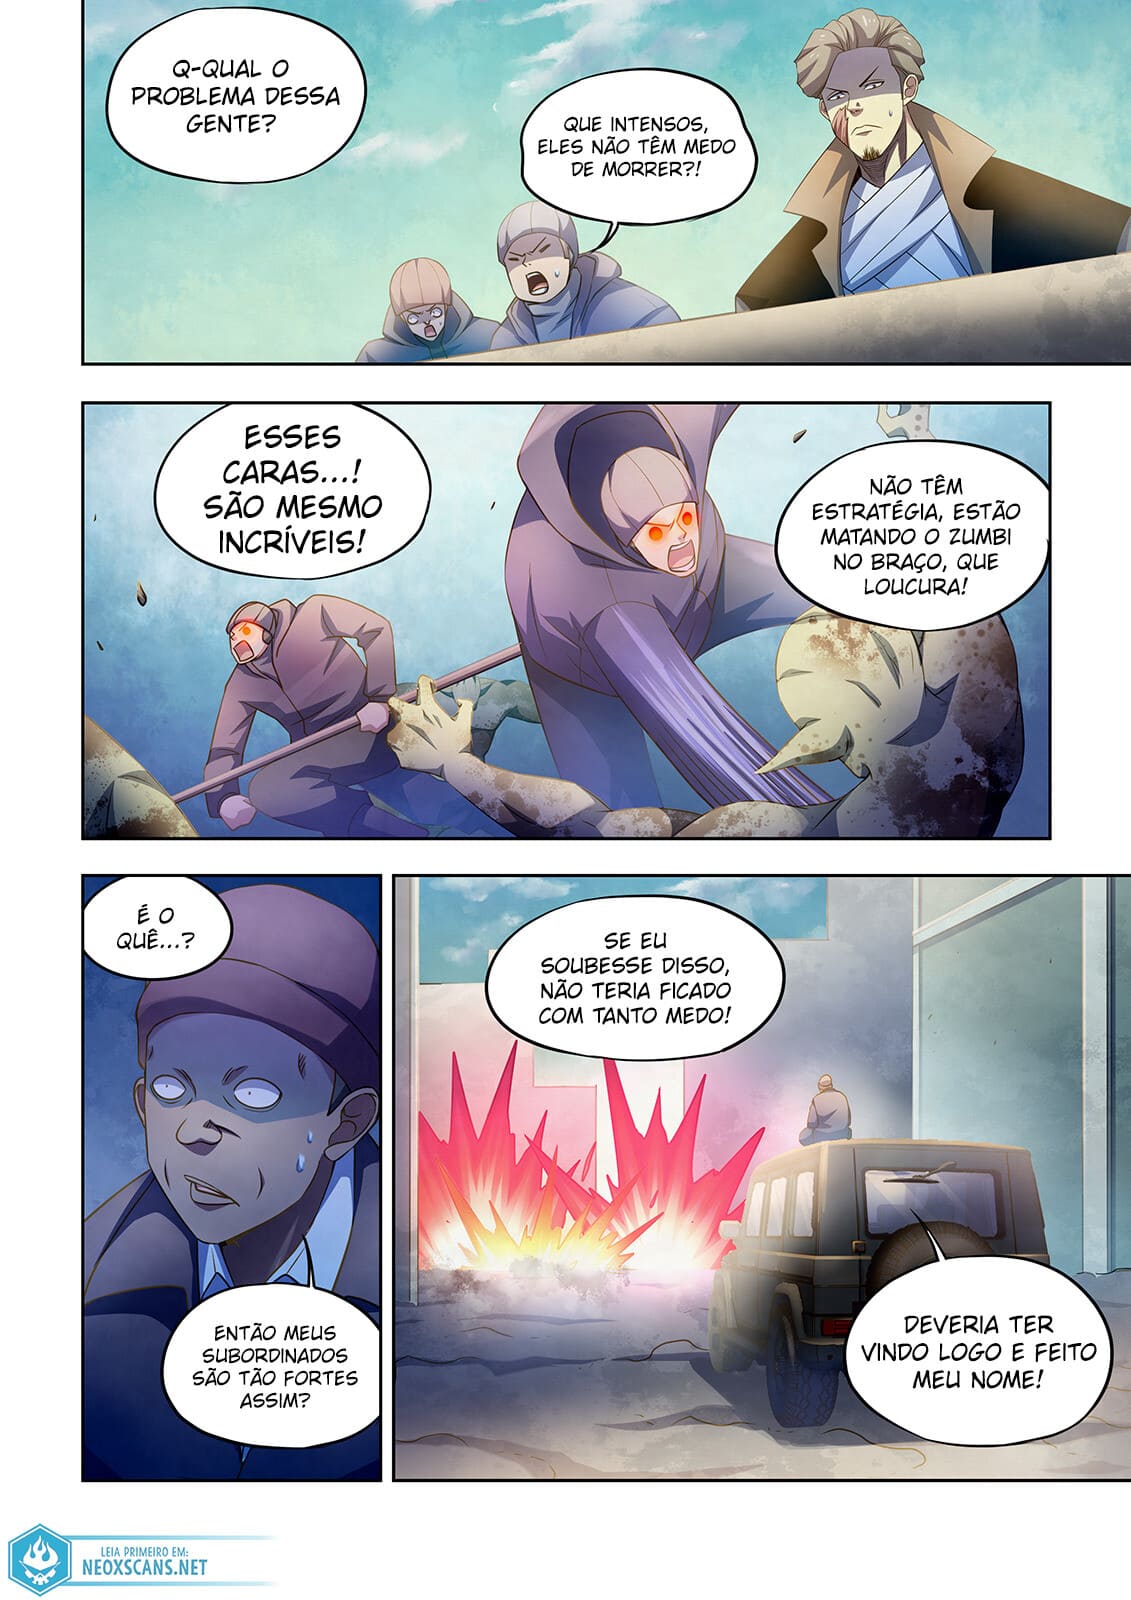 Q-QUAL O
PROBLEMA DESSA
GENTE?
QUE INTENSOS,
ELES NÃO TÊM MEDO
DE MORRER?!
ESSES
CARAS...!
SÃO MESMO
INCRÍVEIS!
NÃO TÊM
ESTRATÉGIA, ESTÃO
MATANDO O ZUMBI
NO BRAÇO, QUE
LOUCURA!
É O
QUÊ...?
ENTÃO MEUS
SUBORDINADOS
SÃO TÃO FORTES
ASSIM?
SE EU
SOUBESSE DISSO,
NÃO TERIA FICADO
COM TANTO MEDO!
DEVERIA TER
VINDO LOGO E FEITO
MEU NOME!
LEIA PRIMEIRO EM:
NEOXSCANS.NET